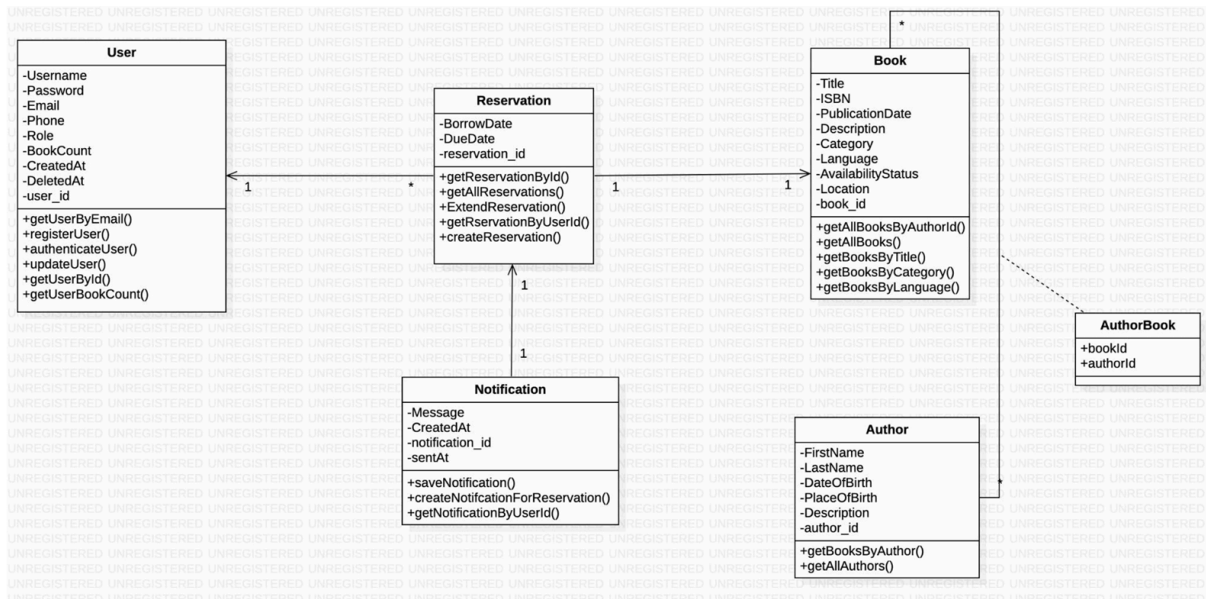 User
-Username
-Password
-Email
-Phone
-Role
-BookCount
-CreatedAt
-DeletedAt
-user_id
+getUserByEmail()
+registerUser()
+authenticateUser()
+updateUser()
+getUserById()
+getUserBookCount()
1
*
Reservation
-BorrowDate
-DueDate
-reservation_id
+getReservationById()
+getAllReservations()
+ExtendReservation()
+getRservationByUserId()
+createReservation()
1
1
*
Book
-Title
-ISBN
-PublicationDate
-Description
-Category
-Language
-AvailabilityStatus
-Location
-book_id
+getAllBooksByAuthorId()
+getAllBooks()
+getBooksByTitle()
+getBooksByCategory()
+getBooksByLanguage()
1
1
Notification
-Message
-CreatedAt
-notification_id
-sentAt
+saveNotification()
+createNotifcationForReservation()
+getNotificationByUserId()
AuthorBook
+bookId
+authorId
Author
-FirstName
-LastName
-DateOfBirth
-PlaceOfBirth
-Description
-author_id
+getBooksByAuthor()
+getAllAuthors()
*
UNREGISTERED